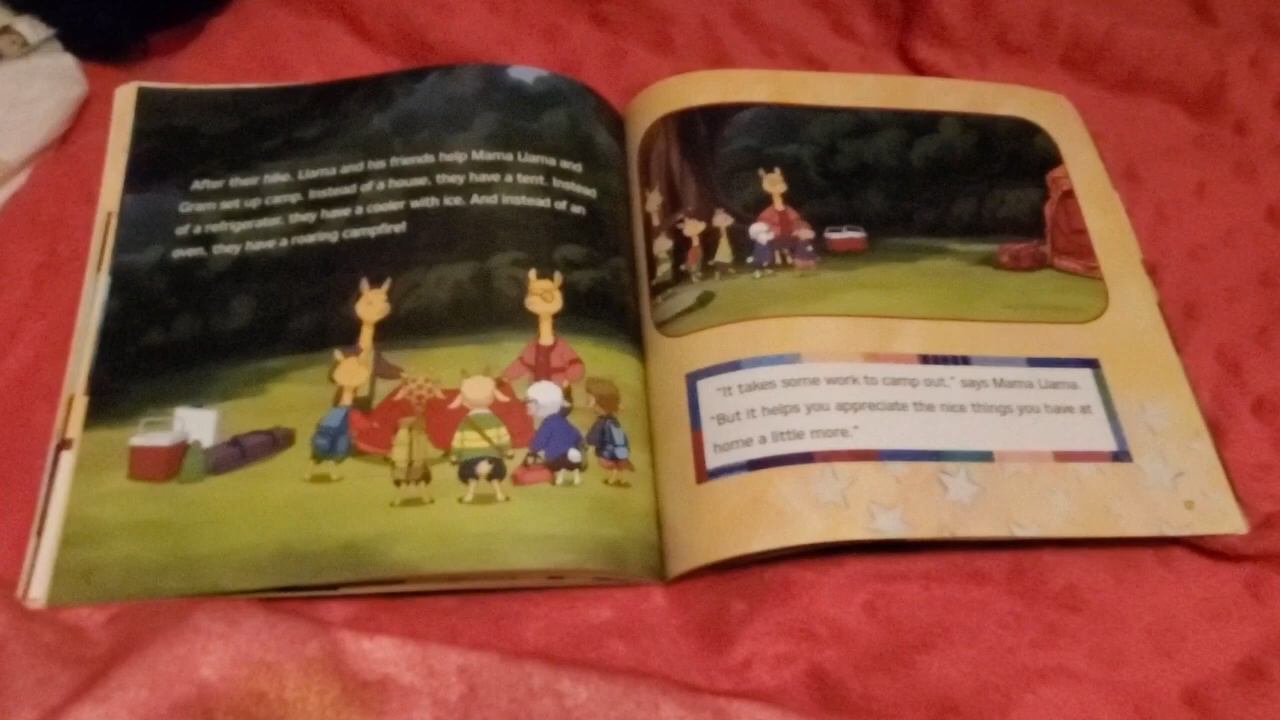 After their hike, Llama and his friends help Mama Llama and
Gram set up camp. Instead of a house, they have a tent. Instead
of a refrigerator, they have a cooler with ice. And instead of an
oven, they have a roaring campfire!
"It takes some work to camp out," says Mama Llama.
"But it helps you appreciate the nice things you have at
home a little more."